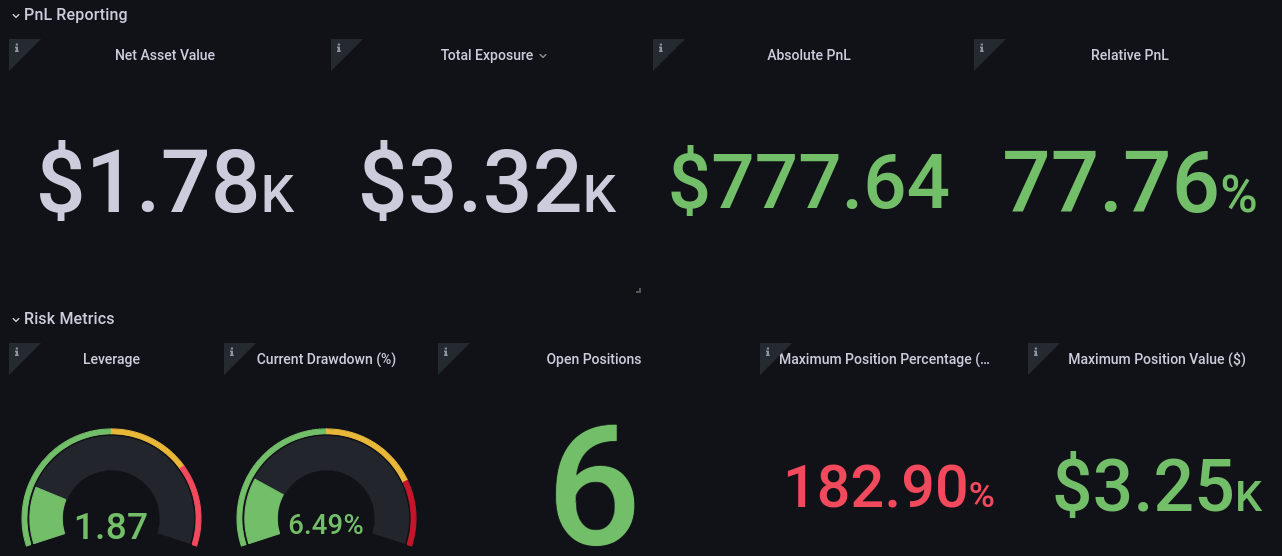 PnL Reporting
Net Asset Value
Total Exposure
Absolute PnL
Relative PnL
$1.78K
$3.32K
$777.64
77.76%
Risk Metrics
Leverage
Current Drawdown (%)
Open Positions
Maximum Position Percentage (…
Maximum Position Value ($)
1.87
6.49%
6
182.90%
$3.25K